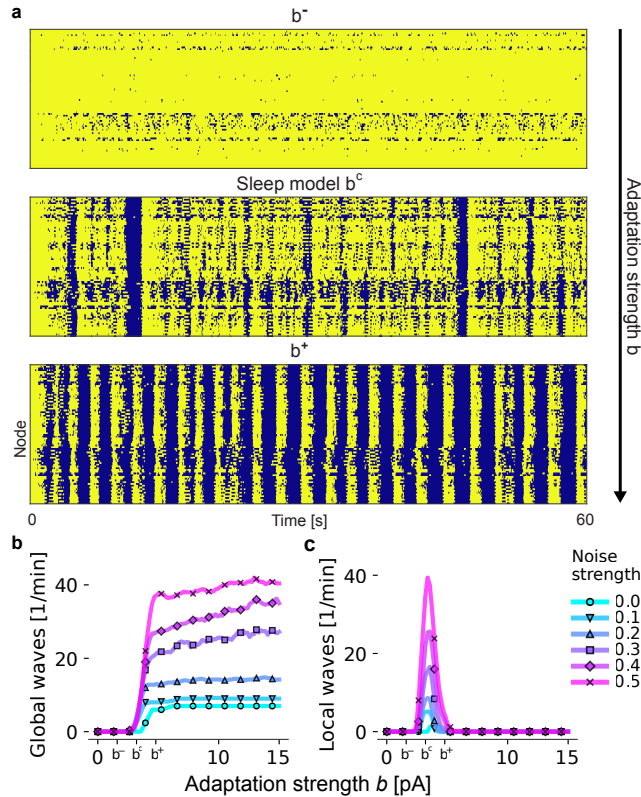 a
b⁻
Sleep model bᶜ
b⁺
Adaptation strength b
Node
0
Time [s]
60
b
Global waves [1/min]
40
20
0
0 b⁻ bᶜ b⁺ 10 15
c
Local waves [1/min]
40
20
0
0 b⁻ bᶜ b⁺ 10 15
Adaptation strength b [pA]
Noise
strength
0.0
0.1
0.2
0.3
0.4
0.5